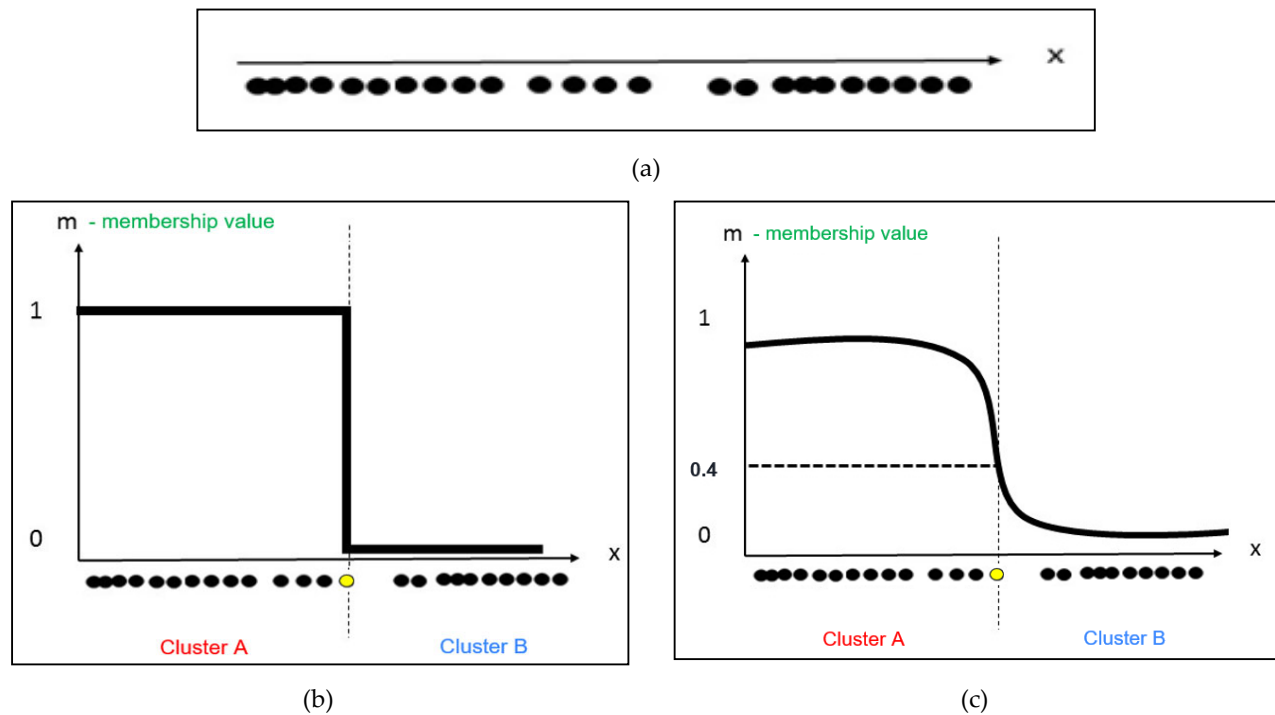 x
(a)
m - membership value
1
0
x
Cluster A Cluster B
(b)
m - membership value
1
0.4
0
x
Cluster A Cluster B
(c)